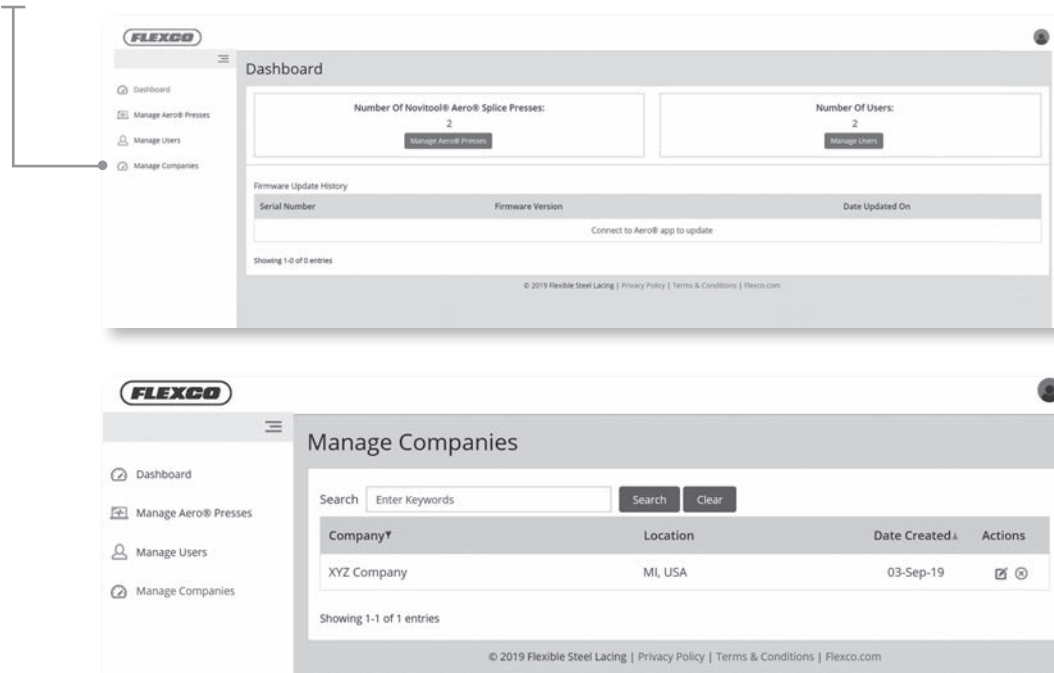 FLEXCO
Dashboard
Dashboard
Manage Aero® Presses
Manage Users
Manage Companies
Number Of Novitool® Aero® Splice Presses:
2
Manage Aero® Presses
Number Of Users:
2
Manage Users
Firmware Update History
Serial Number Firmware Version Date Updated On
Connect to Aero® app to update
Showing 1-0 of 0 entries
© 2019 Flexible Steel Lacing | Privacy Policy | Terms & Conditions | Flexco.com
FLEXCO
Manage Companies
Dashboard
Manage Aero® Presses
Manage Users
Manage Companies
Search Enter Keywords Search Clear
Company Location Date Created Actions
XYZ Company MI, USA 03-Sep-19
Showing 1-1 of 1 entries
© 2019 Flexible Steel Lacing | Privacy Policy | Terms & Conditions | Flexco.com